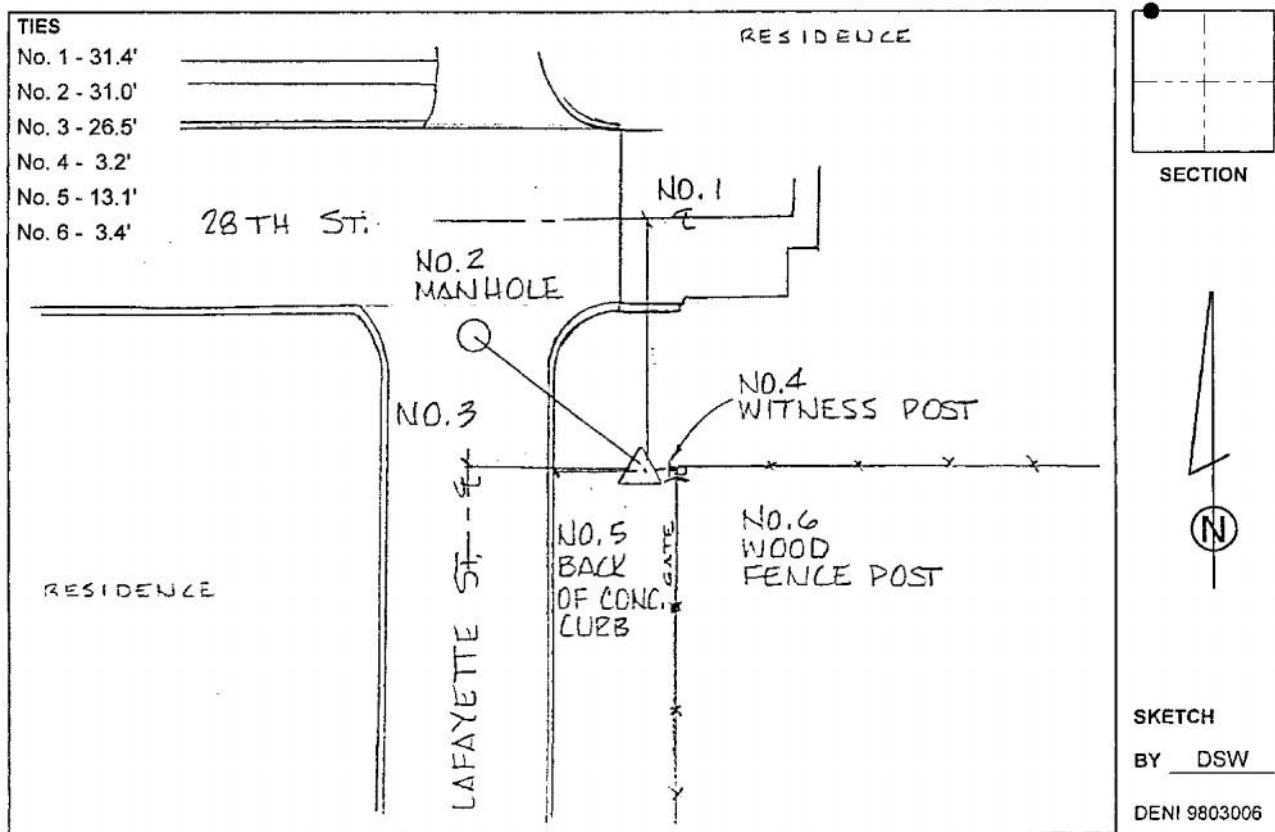 TIES
No. 1 - 31.4'
No. 2 - 31.0'
No. 3 - 26.5'
No. 4 - 3.2'
No. 5 - 13.1'
No. 6 - 3.4'
RESIDENCE
28TH ST.
NO. 1
℄
NO. 2
MANHOLE
NO. 3
NO. 4
WITNESS POST
NO. 5
BACK
OF CONC.
CURB
GATE
NO. 6
WOOD
FENCE POST
RESIDENCE
LAFAYETTE ST. ℄
SECTION
N
SKETCH
BY DSW
DENI 9803006